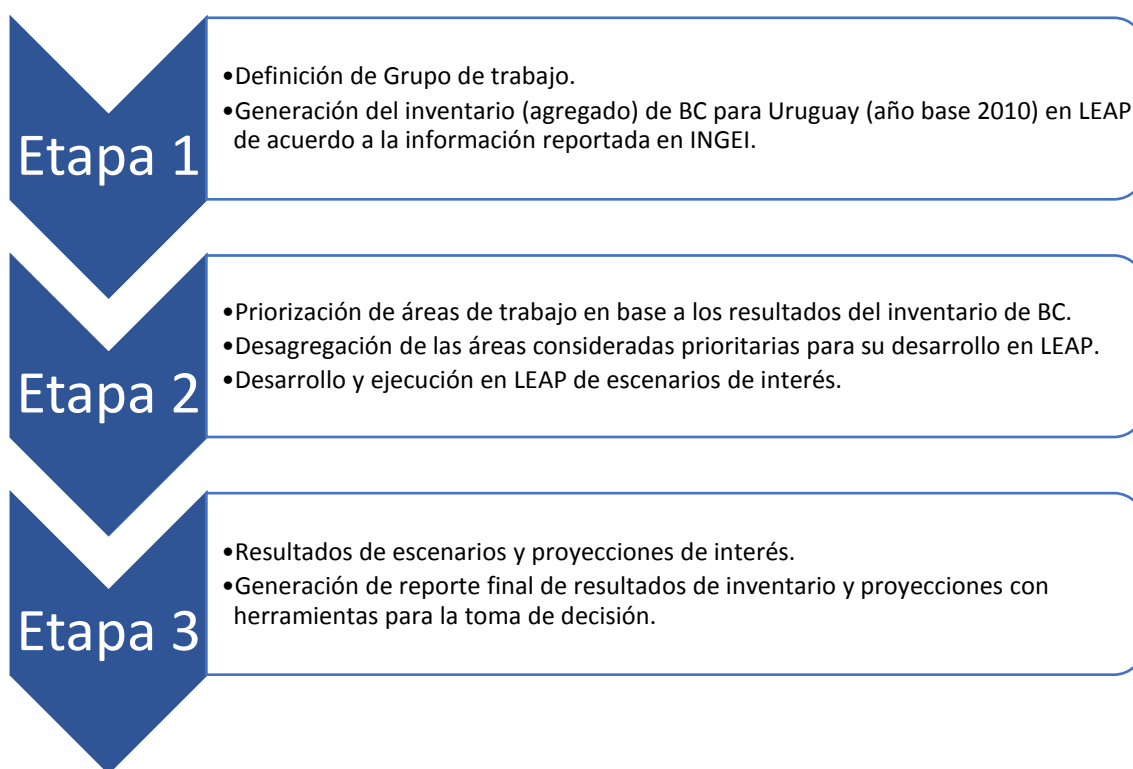 Etapa 1
•Definición de Grupo de trabajo.
•Generación del inventario (agregado) de BC para Uruguay (año base 2010) en LEAP
de acuerdo a la información reportada en INGEI.
Etapa 2
•Priorización de áreas de trabajo en base a los resultados del inventario de BC.
•Desagregación de las áreas consideradas prioritarias para su desarrollo en LEAP.
•Desarrollo y ejecución en LEAP de escenarios de interés.
Etapa 3
•Resultados de escenarios y proyecciones de interés.
•Generación de reporte final de resultados de inventario y proyecciones con
herramientas para la toma de decisión.